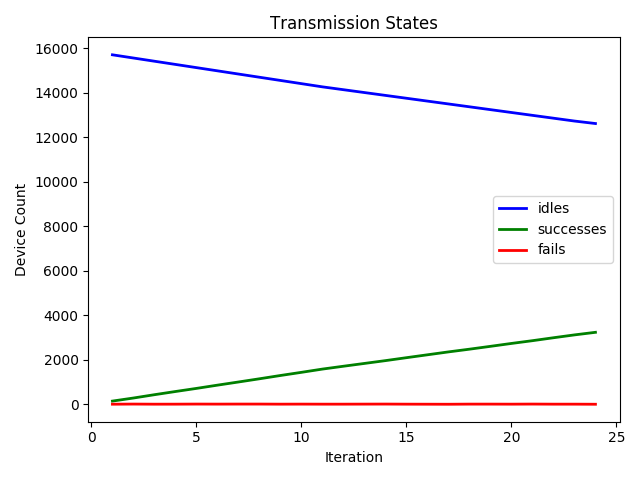 Transmission States
Device Count
16000
14000
12000
10000
8000
6000
4000
2000
0
idles
successes
fails
0 5 10 15 20 25
Iteration